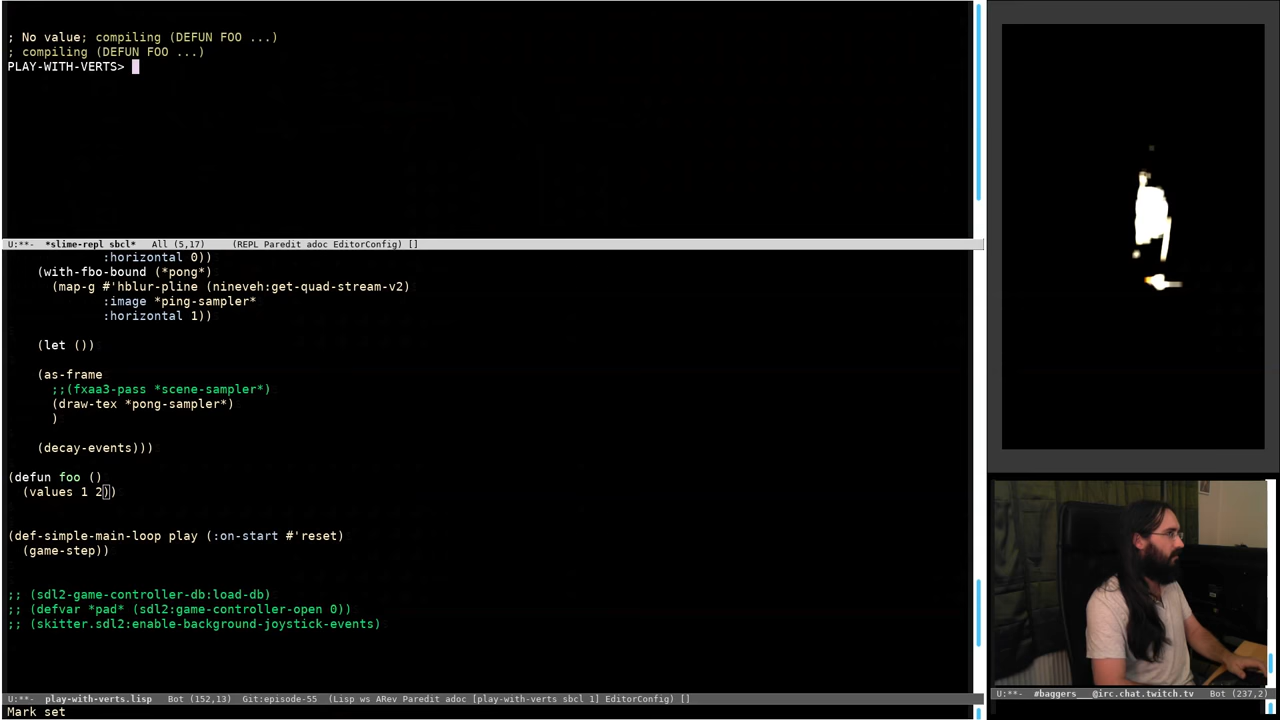 ; No value; compiling (DEFUN FOO ...)
; compiling (DEFUN FOO ...)
PLAY-WITH-VERTS>
U:**-  *slime-repl sbcl*   All (5,17)     (REPL Paredit adoc EditorConfig) []
:horizontal 0))
(with-fbo-bound (*pong*)
(map-g #'hblur-pline (nineveh:get-quad-stream-v2)
:image *ping-sampler*
:horizontal 1))
(let ())
(as-frame
;;(fxaa3-pass *scene-sampler*)
(draw-tex *pong-sampler*)
)
(decay-events)))
(defun foo ()
(values 1 2))
(def-simple-main-loop play (:on-start #'reset)
(game-step))
;; (sdl2-game-controller-db:load-db)
;; (defvar *pad* (sdl2:game-controller-open 0))
;; (skitter.sdl2:enable-background-joystick-events)
U:**-  play-with-verts.lisp   Bot (152,13)  Git:episode-55  (Lisp ws ARev Paredit adoc [play-with-verts sbcl 1] EditorConfig) []
Mark set
U:**-  #baggers___@irc.chat.twitch.tv   Bot (237,2)